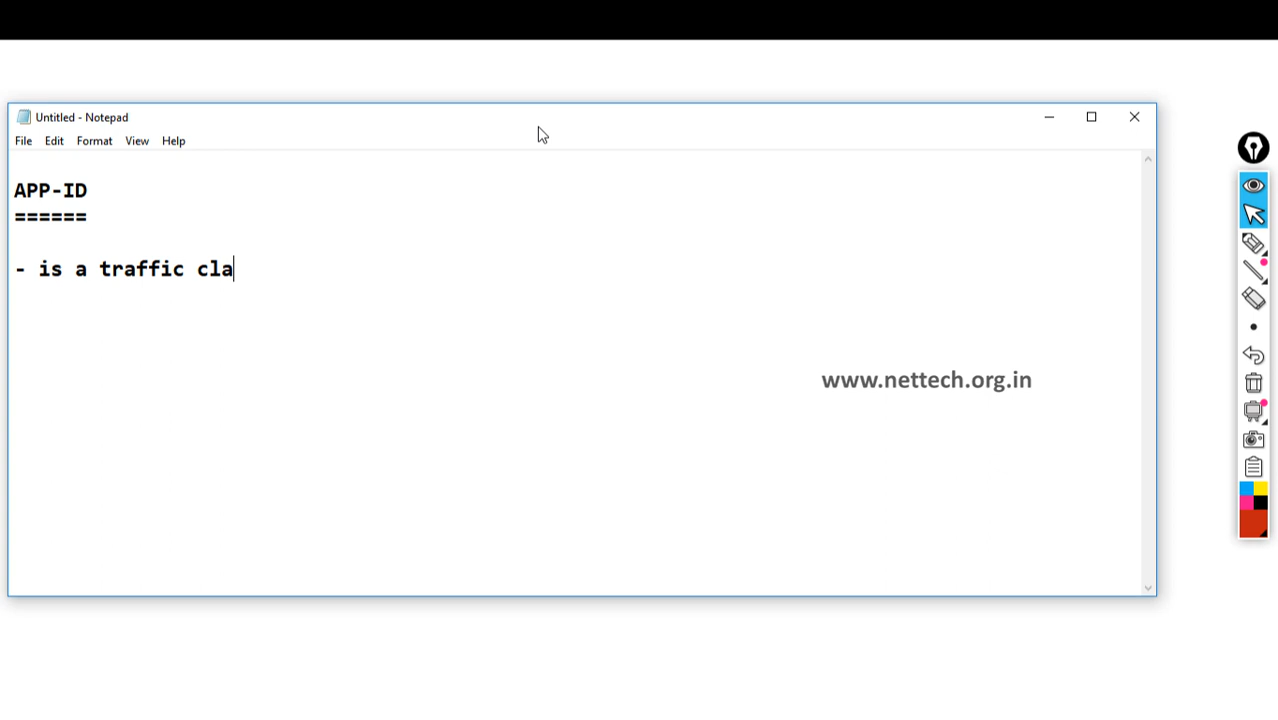 Untitled - Notepad
File Edit Format View Help
APP-ID
======
- is a traffic cla
www.nettech.org.in